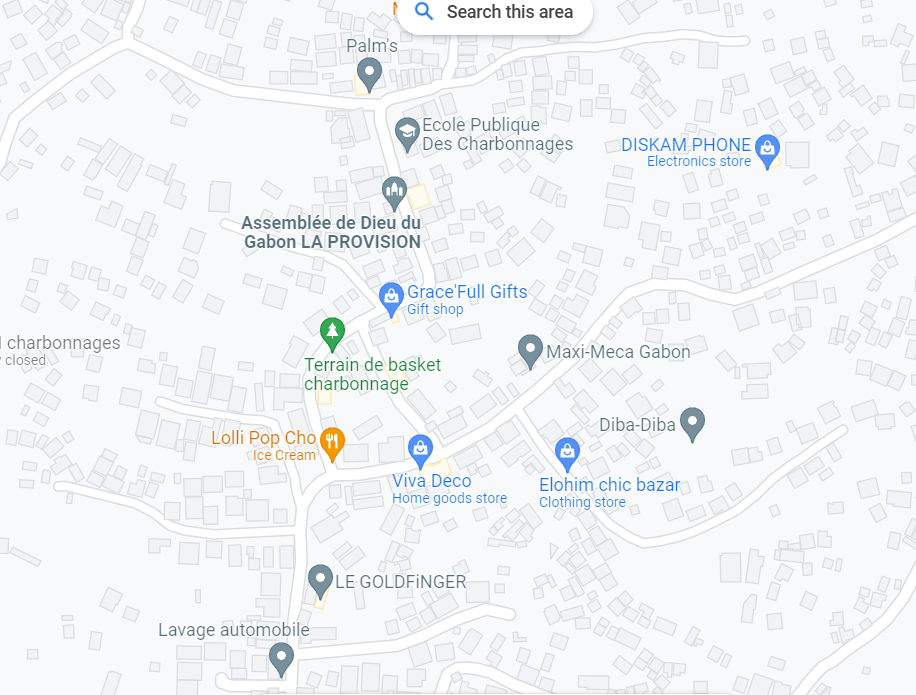 Search this area
Palm's
Ecole Publique
Des Charbonnages
DISKAM PHONE
Electronics store
Assemblée de Dieu du
Gabon LA PROVISION
Grace'Full Gifts
Gift shop
charbonnages
closed
Terrain de basket
charbonnage
Maxi-Meca Gabon
Diba-Diba
Lolli Pop Cho
Ice Cream
Viva Deco
Home goods store
Elohim chic bazar
Clothing store
LE GOLDFiNGER
Lavage automobile